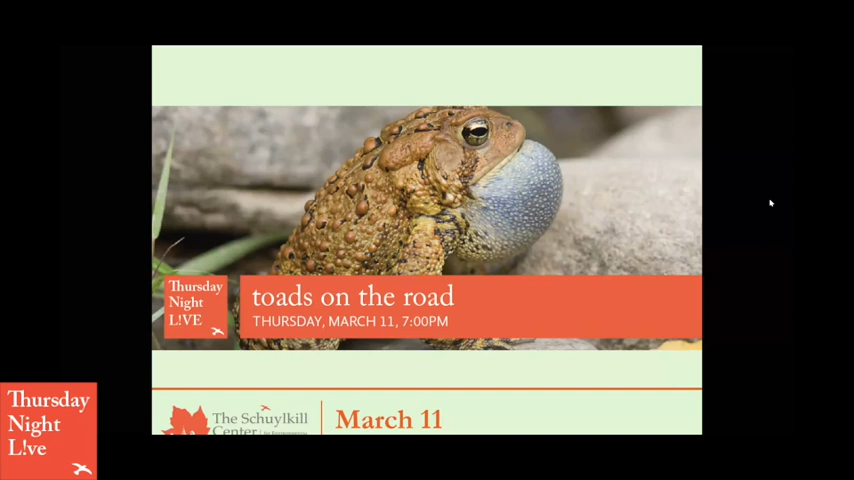 Thursday
Night
L!VE
toads on the road
THURSDAY, MARCH 11, 7:00PM
The Schuylkill
Center
March 11
Thursday
Night
L!ve